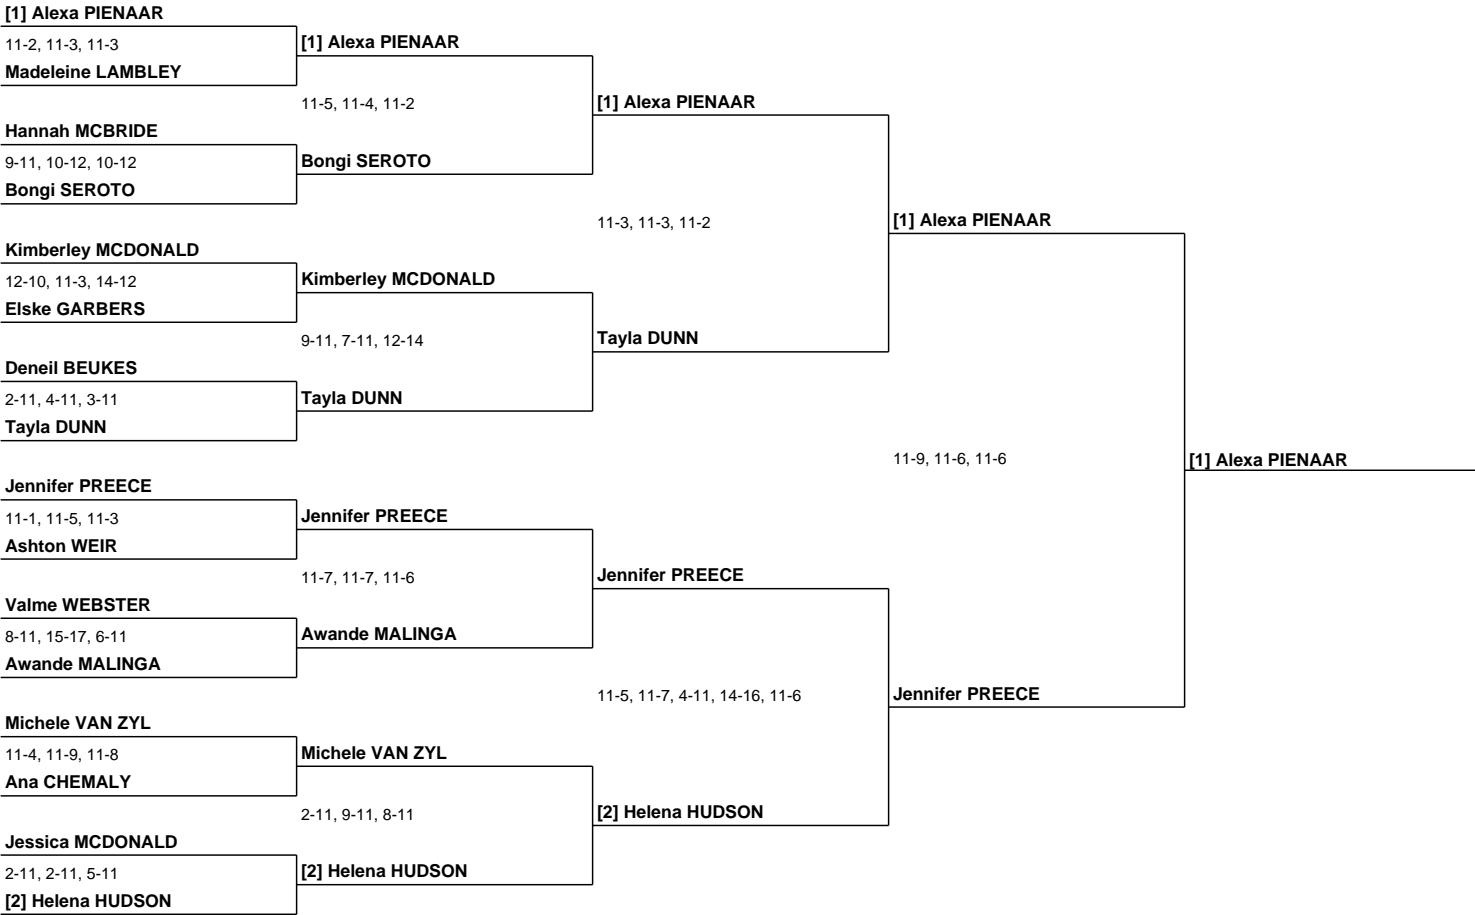 [1] Alexa PIENAAR
11-2, 11-3, 11-3
Madeleine LAMBLEY
Hannah MCBRIDE
9-11, 10-12, 10-12
Bongi SEROTO
Kimberley MCDONALD
12-10, 11-3, 14-12
Elske GARBERS
Deneil BEUKES
2-11, 4-11, 3-11
Tayla DUNN
Jennifer PREECE
11-1, 11-5, 11-3
Ashton WEIR
Valme WEBSTER
8-11, 15-17, 6-11
Awande MALINGA
Michele VAN ZYL
11-4, 11-9, 11-8
Ana CHEMALY
Jessica MCDONALD
2-11, 2-11, 5-11
[2] Helena HUDSON
[1] Alexa PIENAAR
11-5, 11-4, 11-2
Bongi SEROTO
Kimberley MCDONALD
9-11, 7-11, 12-14
Tayla DUNN
Jennifer PREECE
11-7, 11-7, 11-6
Awande MALINGA
Michele VAN ZYL
2-11, 9-11, 8-11
[2] Helena HUDSON
[1] Alexa PIENAAR
11-3, 11-3, 11-2
Tayla DUNN
Jennifer PREECE
11-5, 11-7, 4-11, 14-16, 11-6
[2] Helena HUDSON
[1] Alexa PIENAAR
11-9, 11-6, 11-6
Jennifer PREECE
[1] Alexa PIENAAR